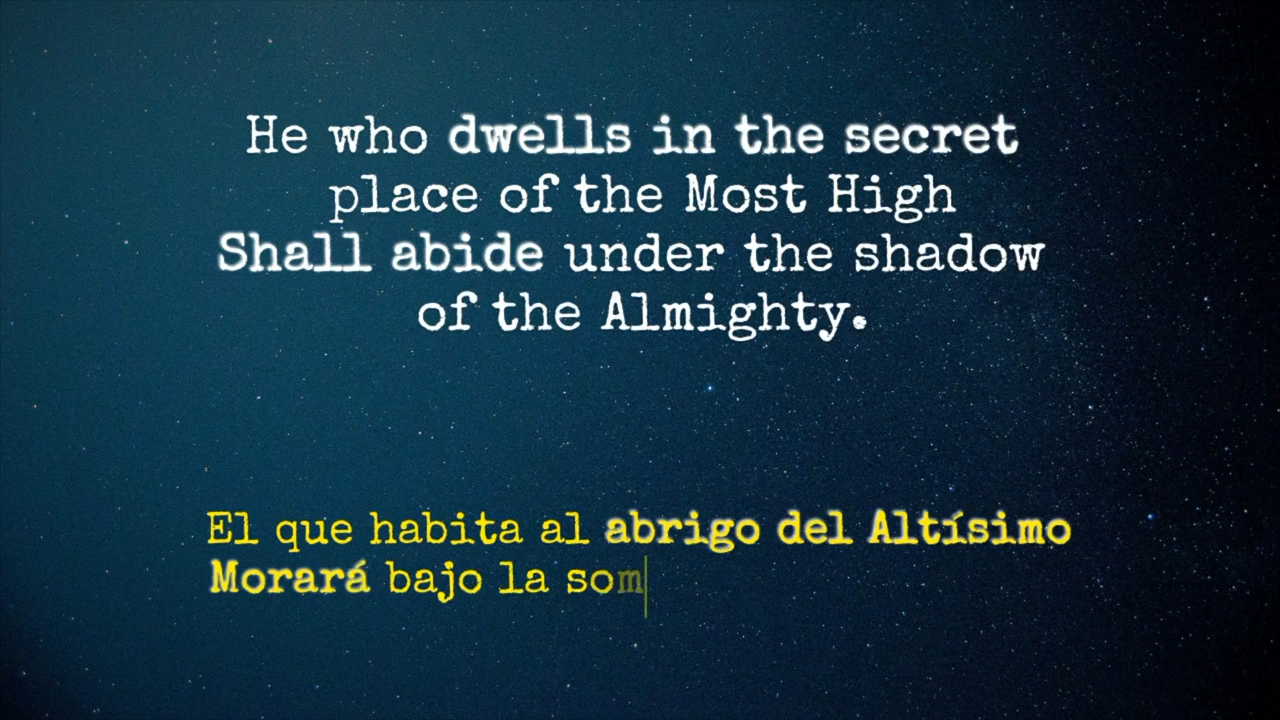 He who dwells in the secret
place of the Most High
Shall abide under the shadow
of the Almighty.
El que habita al abrigo del Altísimo
Morará bajo la som